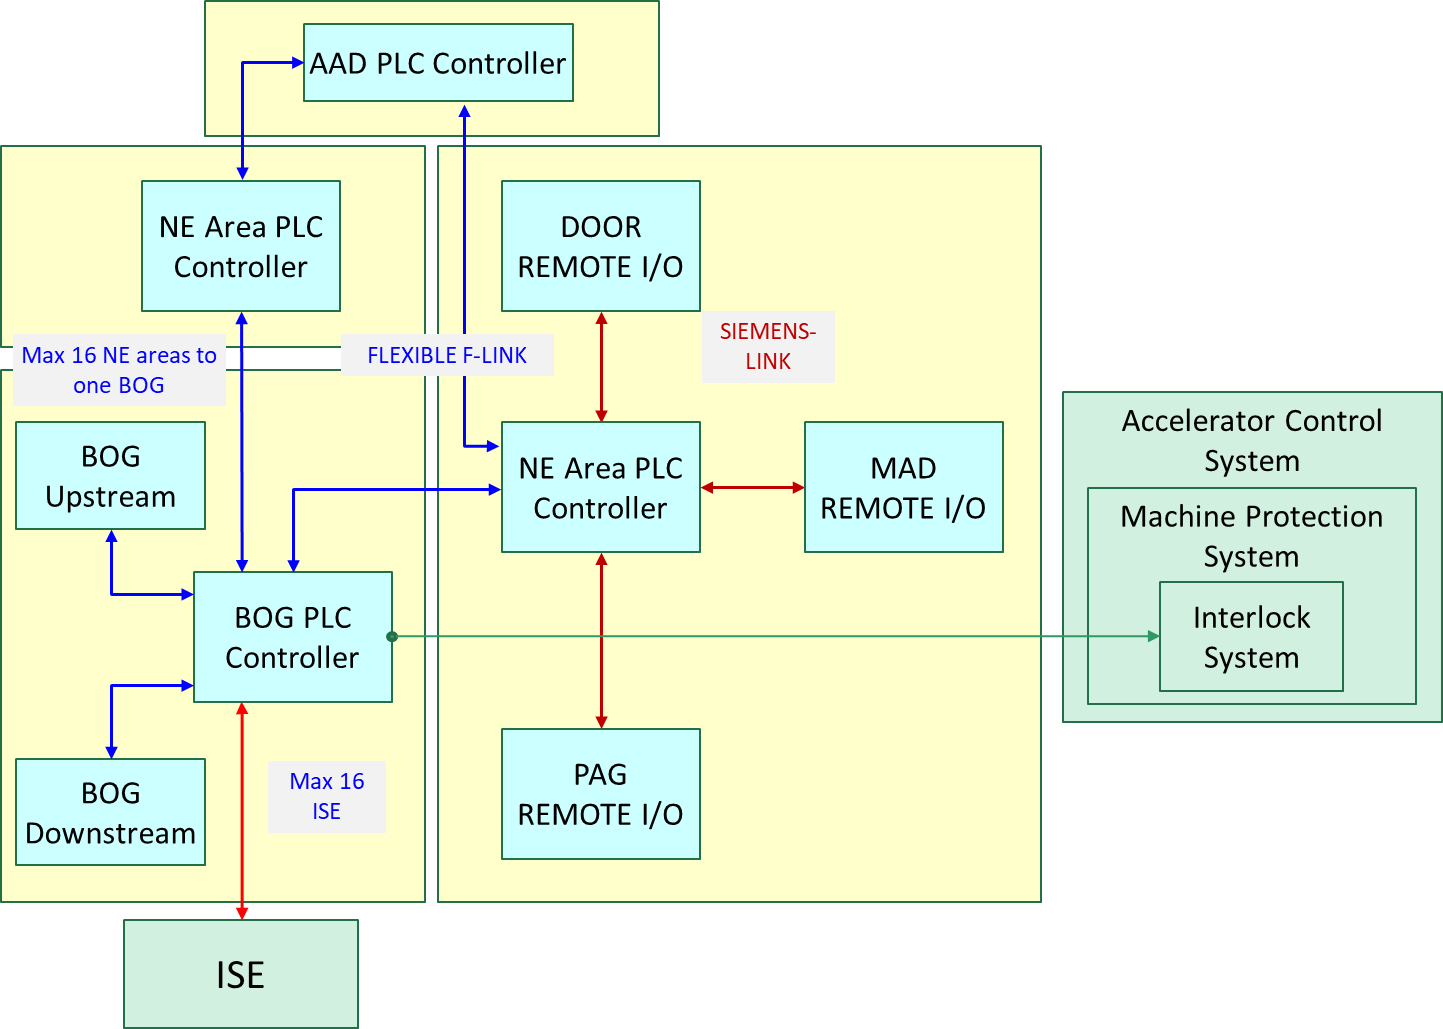 AAD PLC Controller
NE Area PLC
Controller
DOOR
REMOTE I/O
Max 16 NE areas to
one BOG
FLEXIBLE F-LINK
SIEMENS-
LINK
BOG
Upstream
NE Area PLC
Controller
MAD
REMOTE I/O
Accelerator Control
System
Machine Protection
System
Interlock
System
BOG PLC
Controller
BOG
Downstream
Max 16
ISE
PAG
REMOTE I/O
ISE